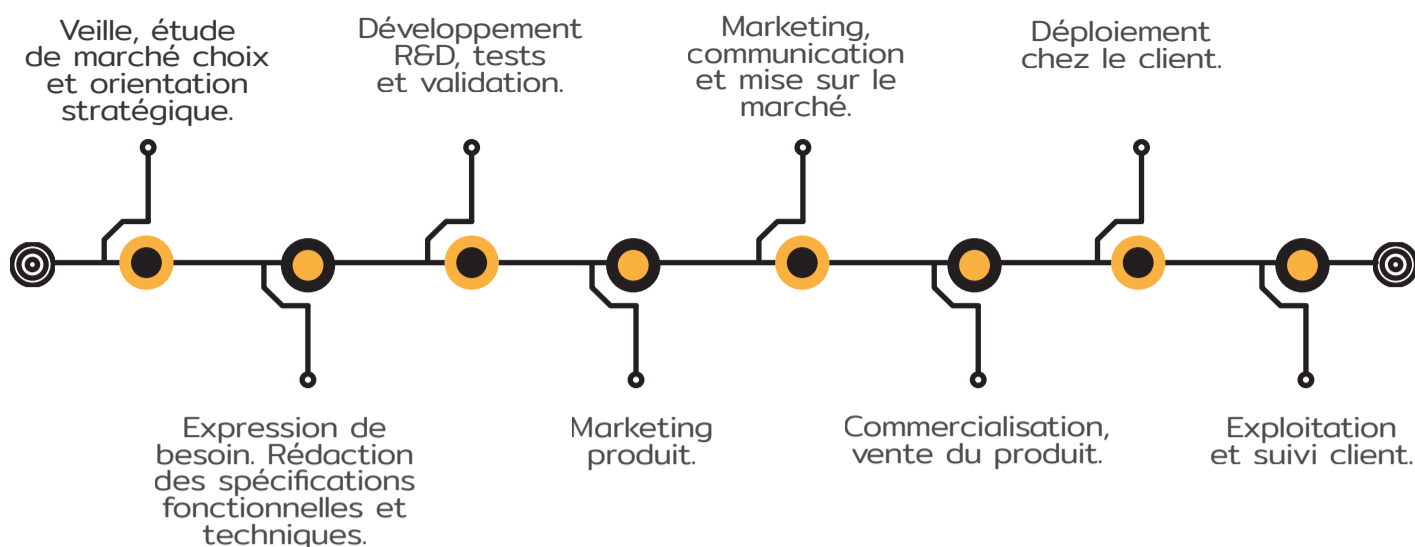 Veille, étude
de marché choix
et orientation
stratégique.
Expression de
besoin. Rédaction
des spécifications
fonctionnelles et
techniques.
Développement
R&D, tests
et validation.
Marketing
produit.
Marketing,
communication
et mise sur le
marché.
Commercialisation,
vente du produit.
Déploiement
chez le client.
Exploitation
et suivi client.